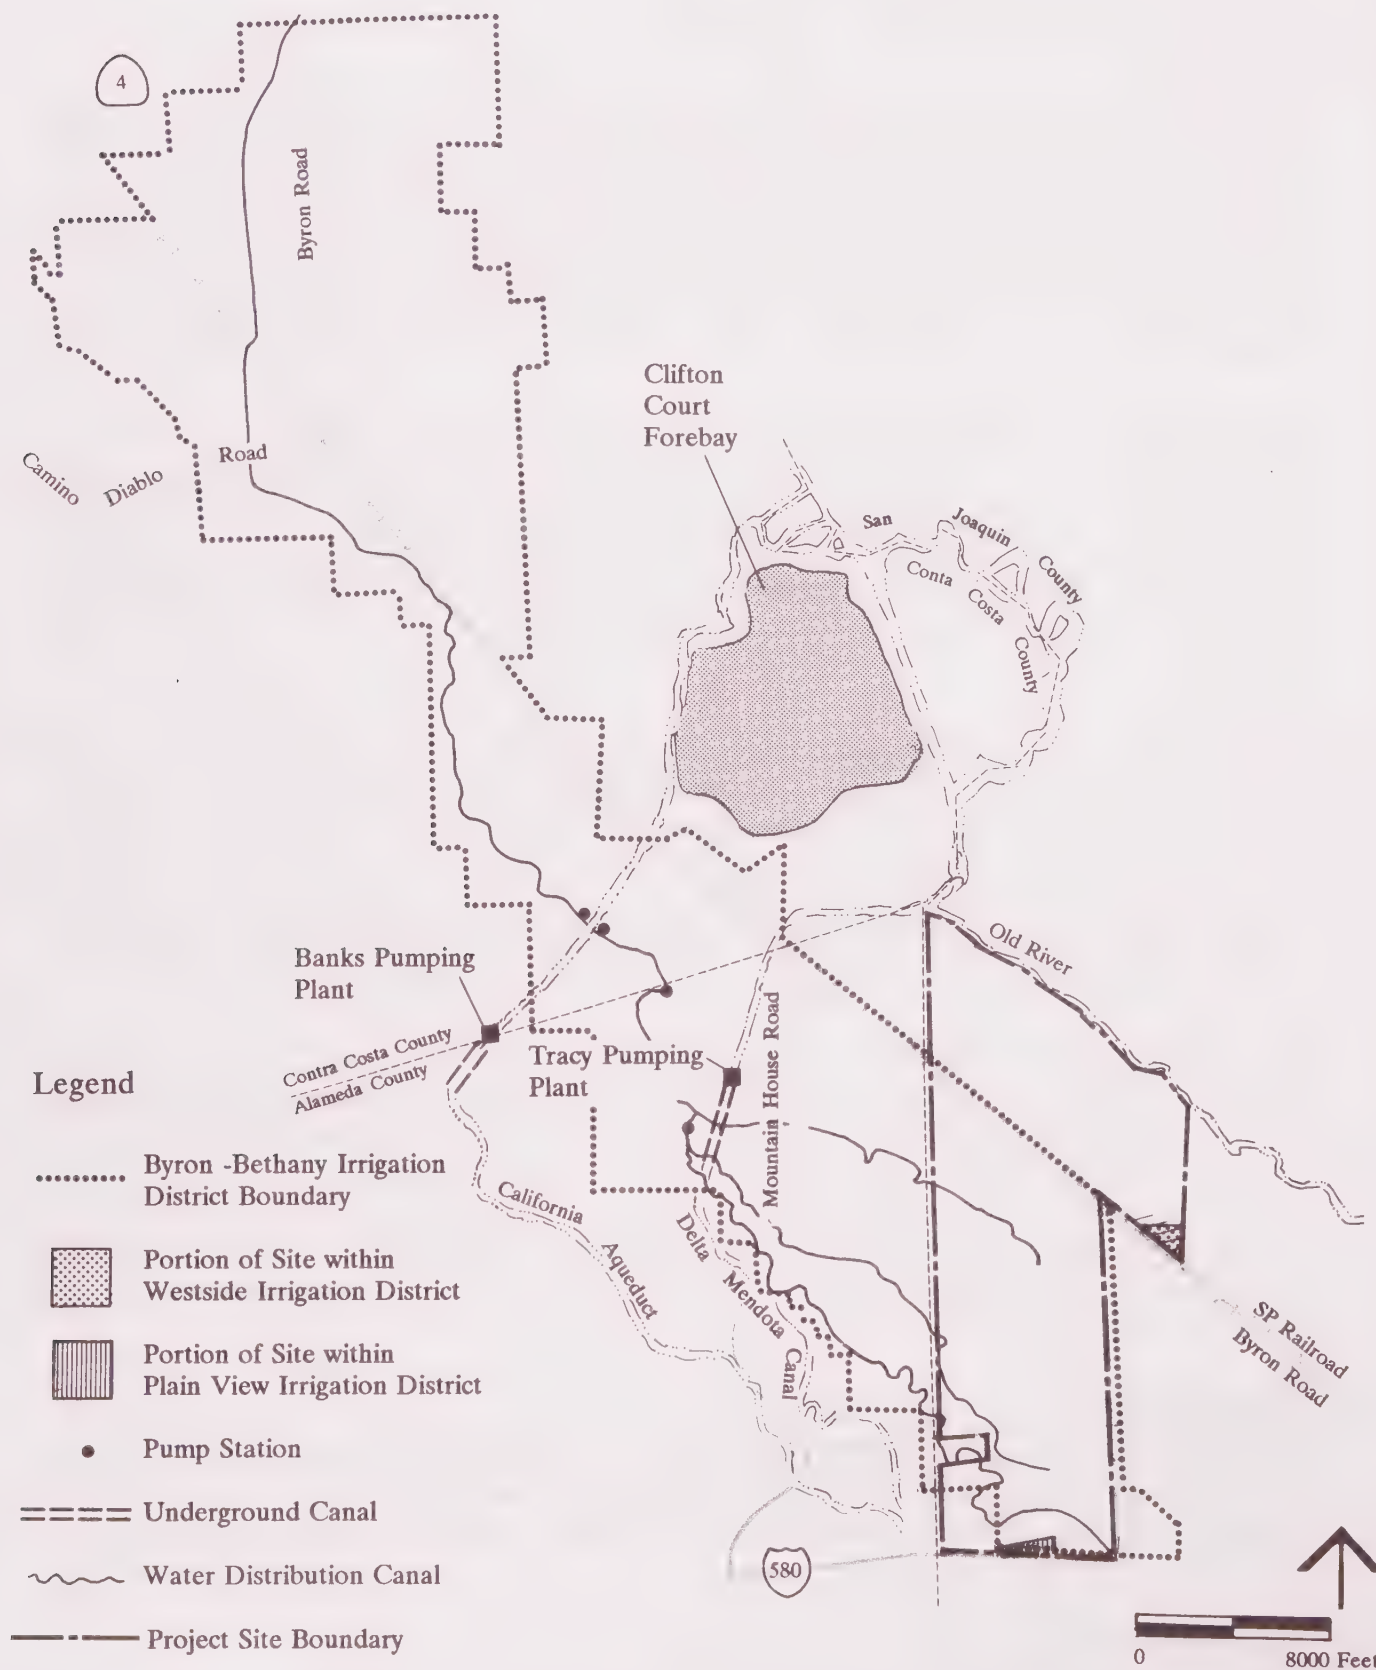 4
Byron Road
Clifton
Court
Forebay
Camino Diablo Road
San Joaquin County
Conta Costa County
Old River
Banks Pumping
Plant
Contra Costa County
Alameda County
Tracy Pumping
Plant
Mountain House Road
California Aqueduct
Delta Mendota Canal
SP Railroad
Byron Road
580
Legend
Byron -Bethany Irrigation
District Boundary
Portion of Site within
Westside Irrigation District
Portion of Site within
Plain View Irrigation District
Pump Station
Underground Canal
Water Distribution Canal
Project Site Boundary
0 8000 Feet